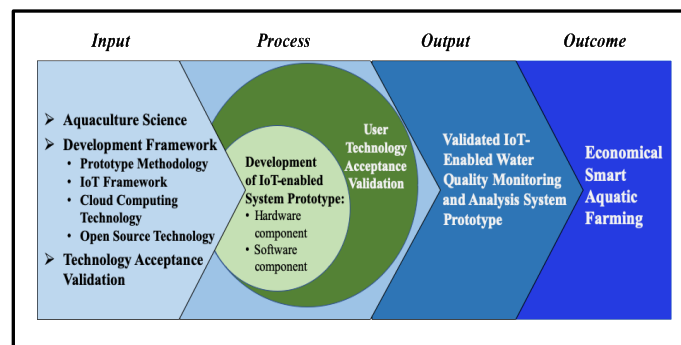 Input
Process
Output
Outcome
➢ Aquaculture Science
➢ Development Framework
• Prototype Methodology
• IoT Framework
• Cloud Computing
Technology
• Open Source Technology
➢ Technology Acceptance
Validation
Development
of IoT-enabled
System Prototype:
• Hardware
component
• Software
component
User
Technology
Acceptance
Validation
Validated IoT-
Enabled Water
Quality Monitoring
and Analysis System
Prototype
Economical
Smart
Aquatic
Farming